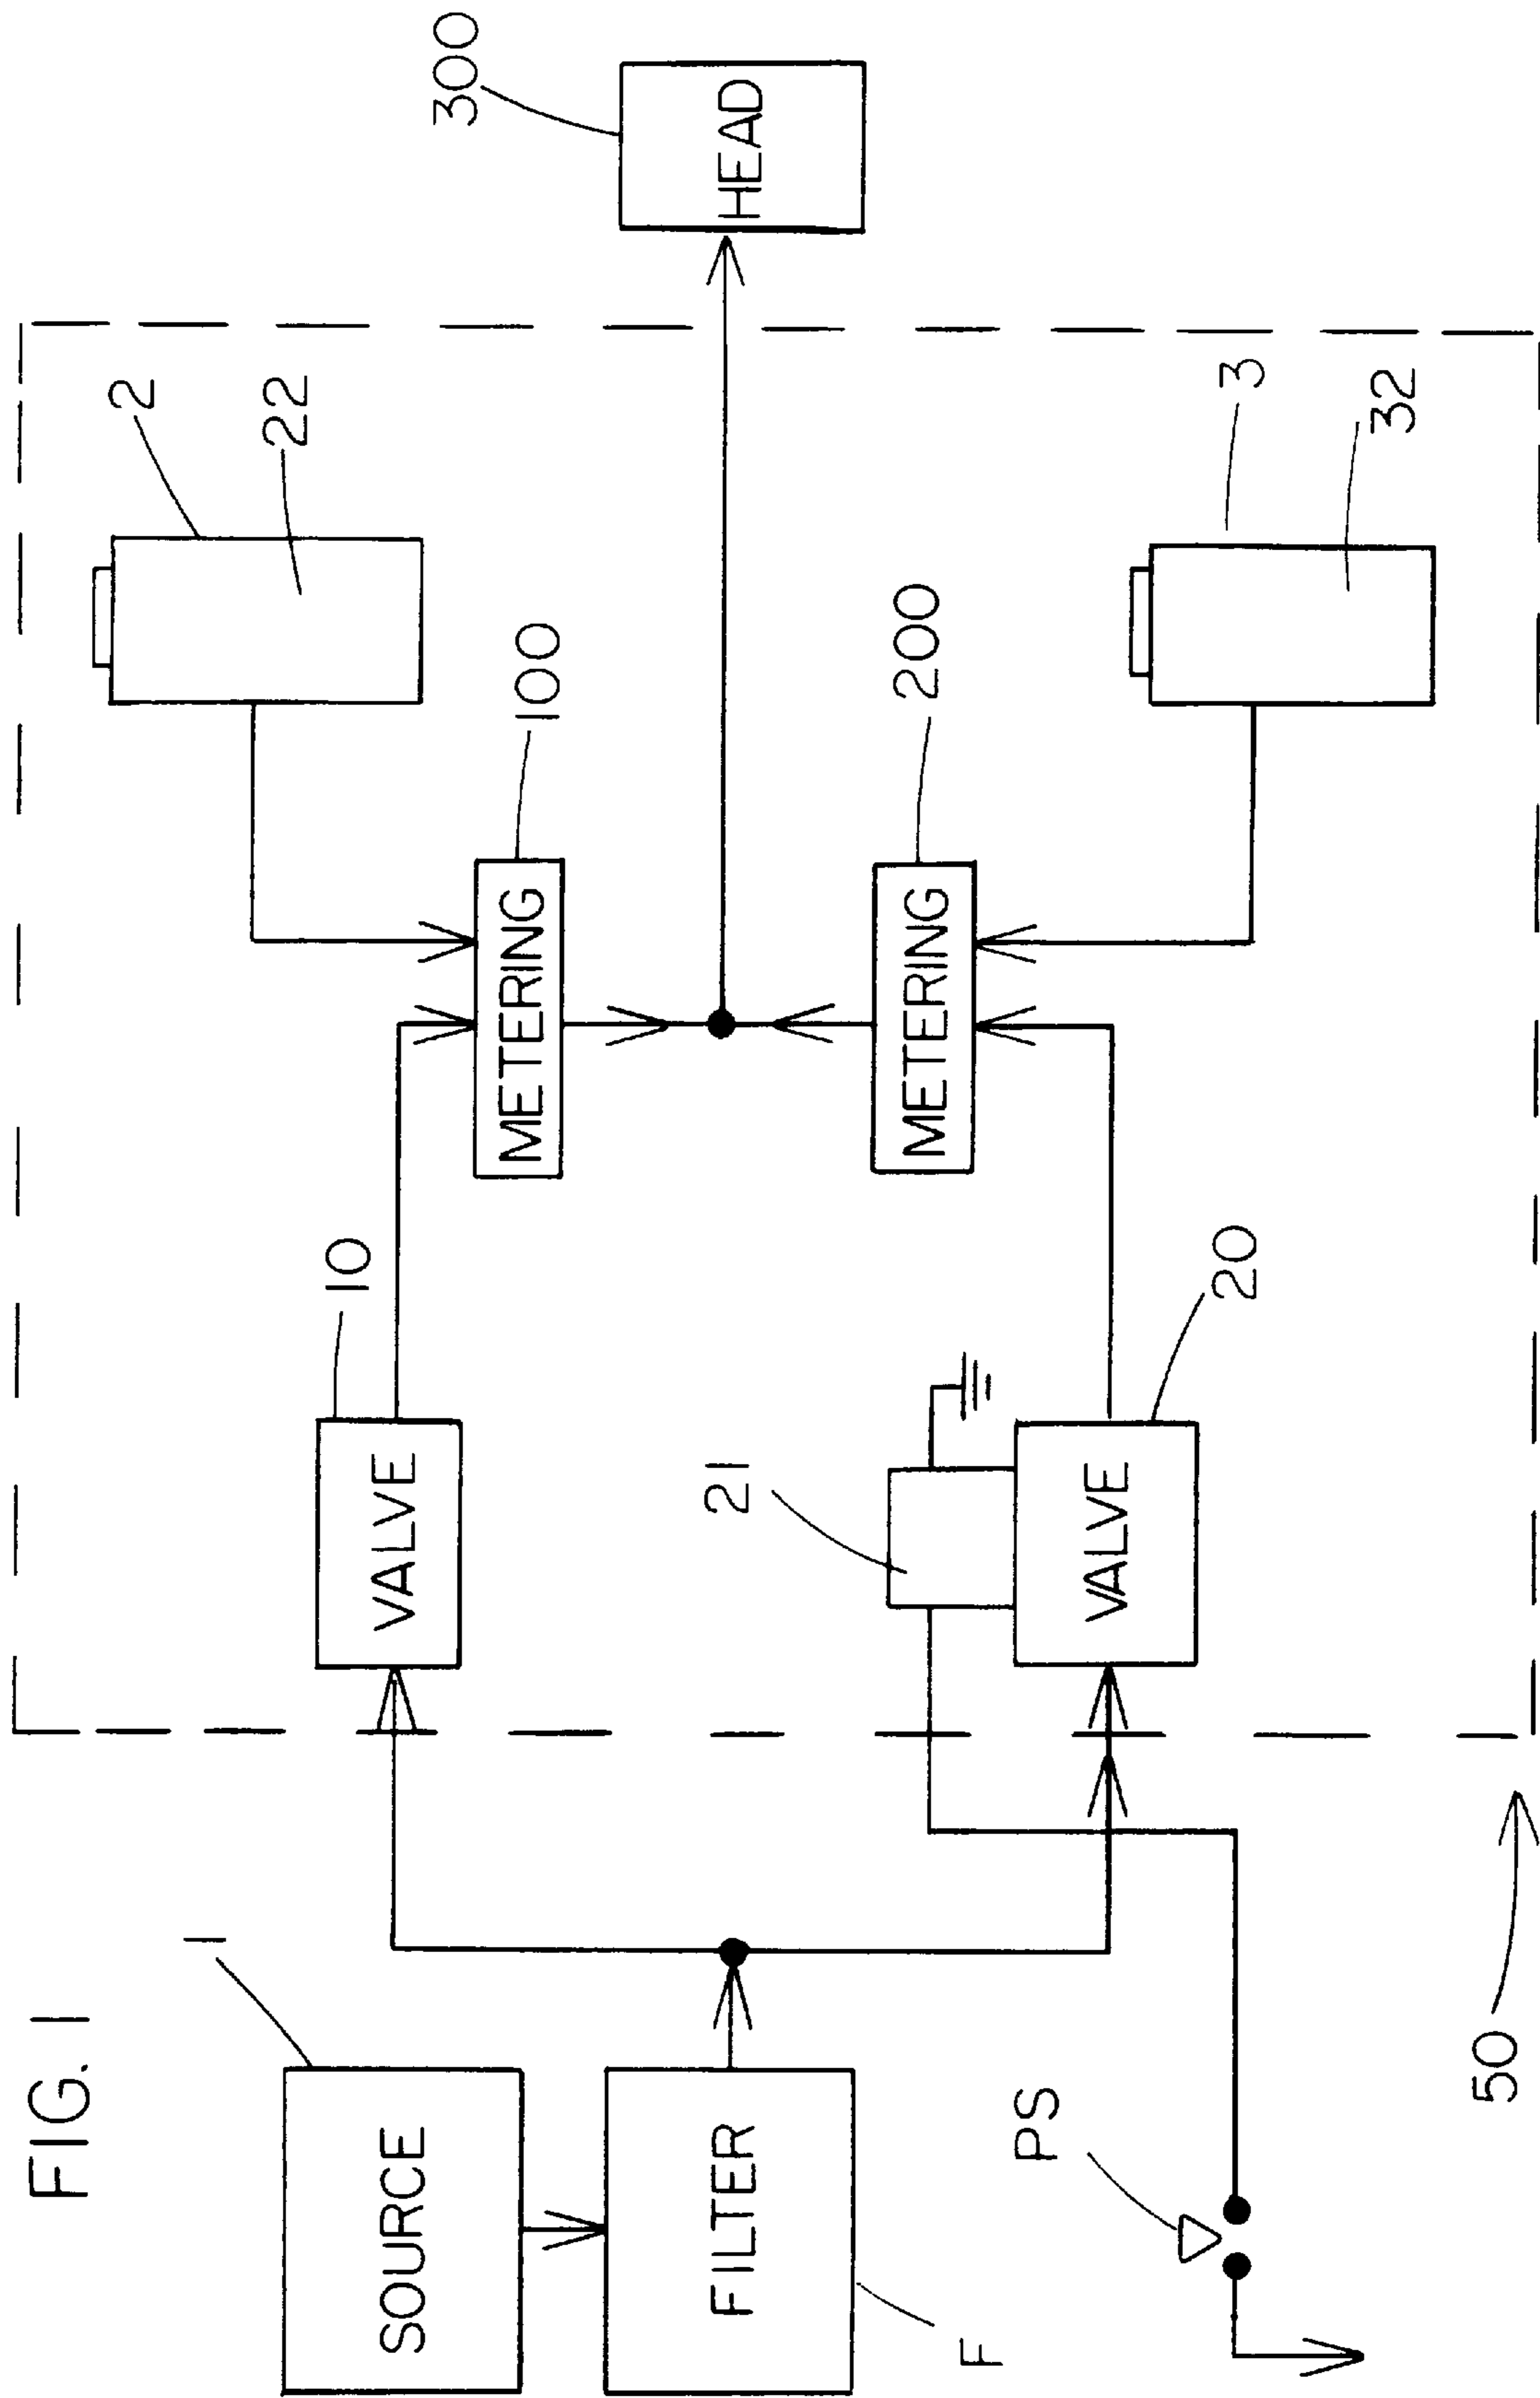 FIG. 1
SOURCE
1
FILTER
F
PS
50
VALVE
10
21
VALVE
20
METERING
100
METERING
200
2
22
3
32
HEAD
300